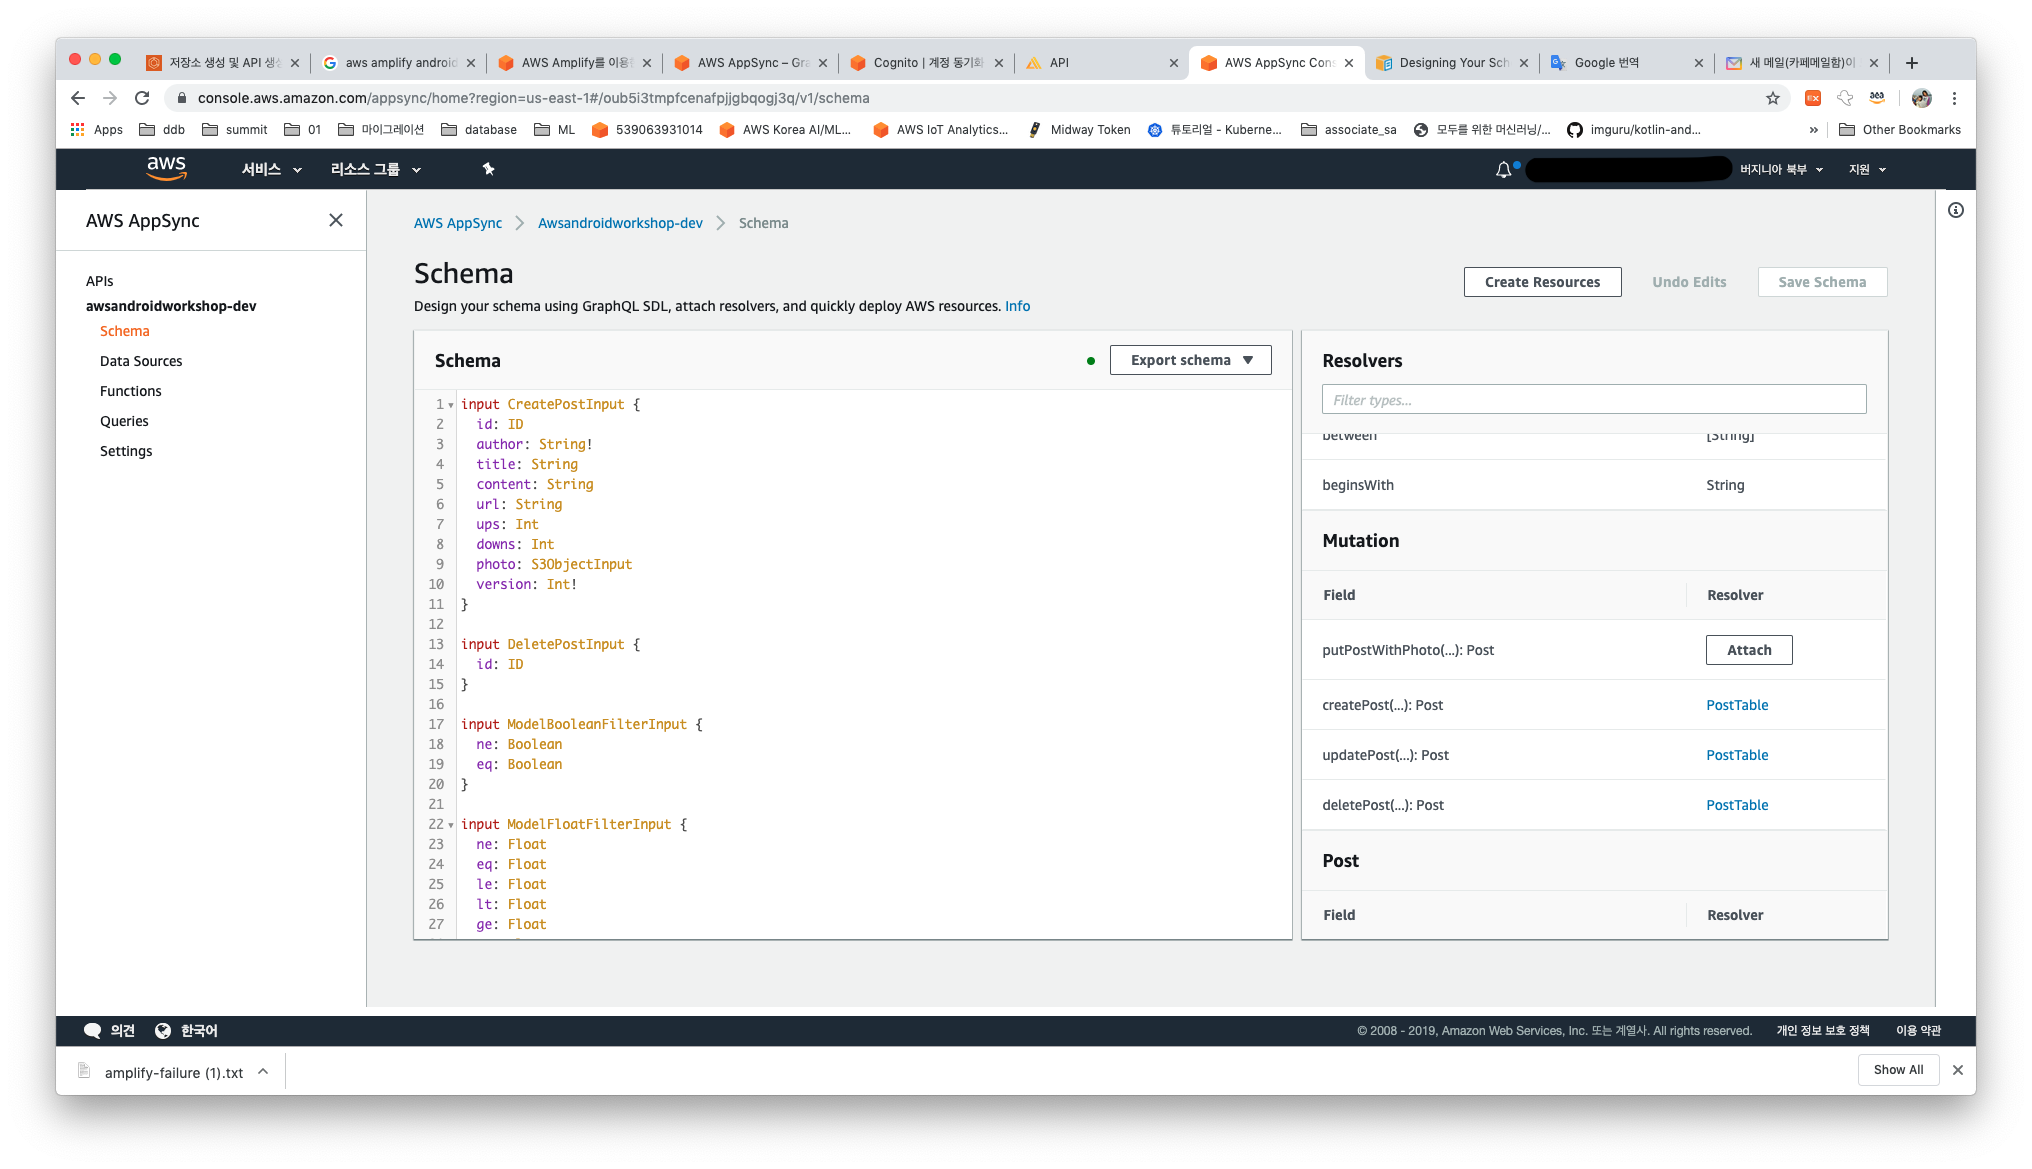 저장소 생성 및 API 생성
aws amplify android
AWS Amplify를 이용한
AWS AppSync – Gra
Cognito | 계정 동기화
API
AWS AppSync Cons
Designing Your Sch
Google 번역
새 메일(카페메일함)이
console.aws.amazon.com/appsync/home?region=us-east-1#/oub5i3tmpfcenafpjjgbqogj3q/v1/schema
Apps
ddb
summit
01
마이그레이션
database
ML
539063931014
AWS Korea AI/ML...
AWS IoT Analytics...
Midway Token
튜토리얼 - Kuberne...
associate_sa
모두를 위한 머신러닝/...
imguru/kotlin-and...
»
Other Bookmarks
aws
서비스
리소스 그룹
버지니아 북부
지원
AWS AppSync
APIs
awsandroidworkshop-dev
Schema
Data Sources
Functions
Queries
Settings
AWS AppSync > Awsandroidworkshop-dev > Schema
Schema
Design your schema using GraphQL SDL, attach resolvers, and quickly deploy AWS resources. Info
Create Resources
Undo Edits
Save Schema
Schema
Export schema
1 input CreatePostInput {
2 id: ID
3 author: String!
4 title: String
5 content: String
6 url: String
7 ups: Int
8 downs: Int
9 photo: S3ObjectInput
10 version: Int!
11 }
12
13 input DeletePostInput {
14 id: ID
15 }
16
17 input ModelBooleanFilterInput {
18 ne: Boolean
19 eq: Boolean
20 }
21
22 input ModelFloatFilterInput {
23 ne: Float
24 eq: Float
25 le: Float
26 lt: Float
27 ge: Float
Resolvers
Filter types...
between [String]
beginsWith String
Mutation
Field Resolver
putPostWithPhoto(...): Post Attach
createPost(...): Post PostTable
updatePost(...): Post PostTable
deletePost(...): Post PostTable
Post
Field Resolver
의견
한국어
© 2008 - 2019, Amazon Web Services, Inc. 또는 계열사. All rights reserved.
개인 정보 보호 정책
이용 약관
amplify-failure (1).txt
Show All